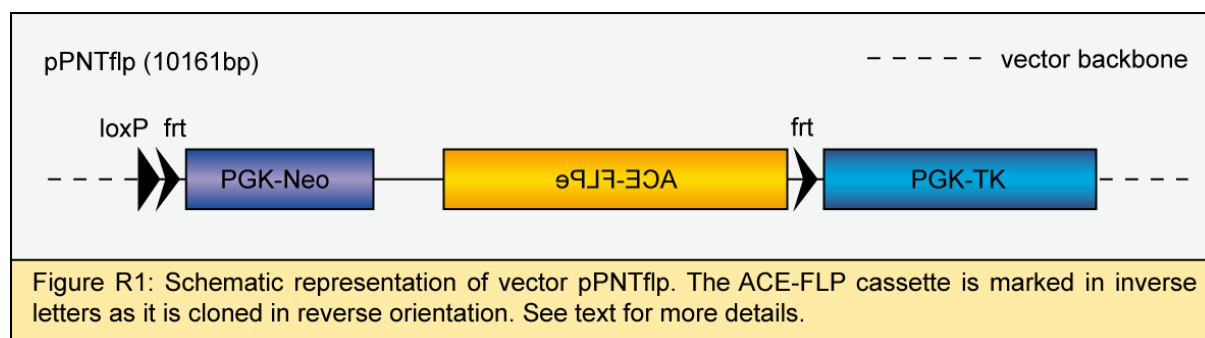 pPNTflp (10161bp)
vector backbone
loxP frt
frt
PGK-Neo
ACE-FLPe
PGK-TK
Figure R1: Schematic representation of vector pPNTflp. The ACE-FLP cassette is marked in inverse
letters as it is cloned in reverse orientation. See text for more details.